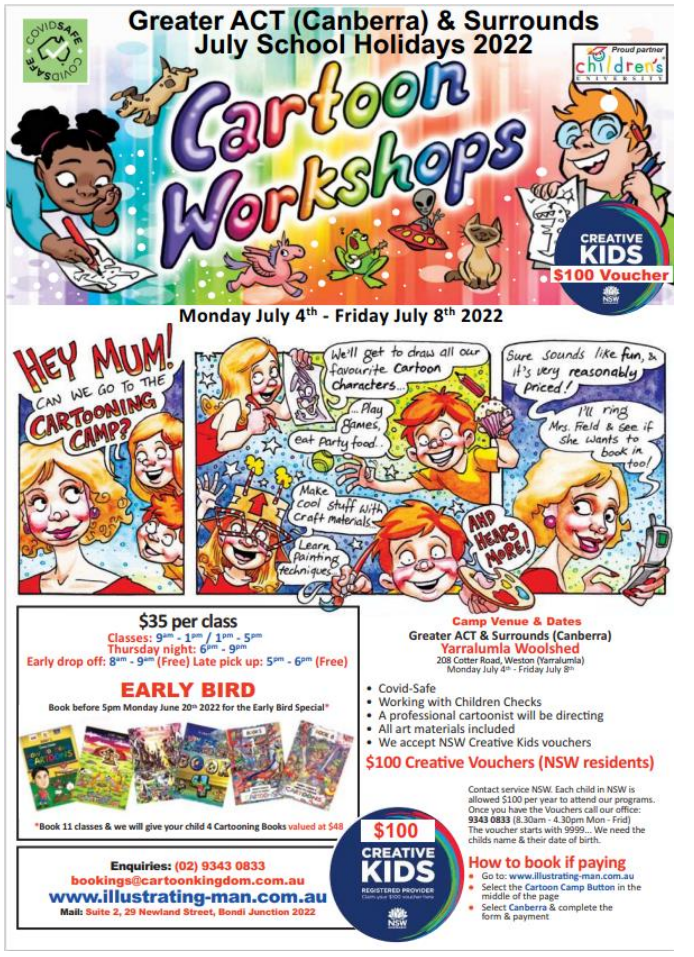 Greater ACT (Canberra) & Surrounds
July School Holidays 2022
COVIDSAFE
COVIDSAFE
Proud partner
children's
UNIVERSITY
Cartoon
Workshops
CREATIVE
KIDS
$100 Voucher
NSW
Monday July 4th - Friday July 8th 2022
HEY MUM!
CAN WE GO TO THE
CARTOONING
CAMP?
We'll get to draw all our
favourite Cartoon
characters...
...Play
games,
eat Party food..
Make
cool stuff with
craft materials
Learn
Painting
techniques
AND
HEAPS
MORE!
Sure sounds like fun, &
it's very reasonably
priced!
I'll ring
Mrs. Field & see if
she wants to
book in
too!
$35 per class
Classes: 9am - 1pm / 1pm - 5pm
Thursday night: 6pm - 9pm
Early drop off: 8am - 9am (Free) Late pick up: 5pm - 6pm (Free)
EARLY BIRD
Book before 5pm Monday June 20th 2022 for the Early Bird Special*
*Book 11 classes & we will give your child 4 Cartooning Books valued at $48
Enquiries: (02) 9343 0833
bookings@cartoonkingdom.com.au
www.illustrating-man.com.au
Mail: Suite 2, 29 Newland Street, Bondi Junction 2022
Camp Venue & Dates
Greater ACT & Surrounds (Canberra)
Yarralumla Woolshed
208 Cotter Road, Weston (Yarralumla)
Monday July 4th - Friday July 8th
• Covid-Safe
• Working with Children Checks
• A professional cartoonist will be directing
• All art materials included
• We accept NSW Creative Kids vouchers
$100 Creative Vouchers (NSW residents)
Contact service NSW. Each child in NSW is
allowed $100 per year to attend our programs.
Once you have the Vouchers call our office:
9343 0833 (8.30am - 4.30pm Mon - Frid)
The voucher starts with 9999... We need the
childs name & their date of birth.
$100
CREATIVE
KIDS
REGISTERED PROVIDER
Claim your $100 voucher here
NSW
How to book if paying
• Go to: www.illustrating-man.com.au
• Select the Cartoon Camp Button in the
middle of the page
• Select Canberra & complete the
form & payment